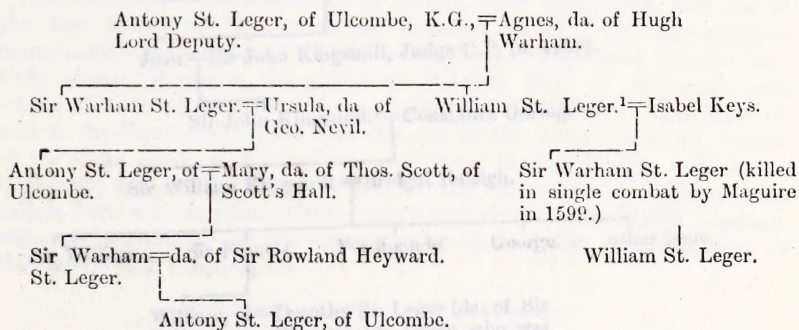 Antony St. Leger, of Ulcombe, K.G., Agnes, da. of Hugh
Lord Deputy. Warham.
Sir Warham St. Leger. Ursula, da of William St. Leger.¹ Isabel Keys.
Geo. Nevil.
Antony St. Leger, of Mary, da. of Thos. Scott, of Sir Warham St. Leger (killed
Ulcombe. Scott's Hall. in single combat by Maguire
in 1599.)
Sir Warham da. of Sir Rowland Heyward. William St. Leger.
St. Leger.
Antony St. Leger, of Ulcombe.